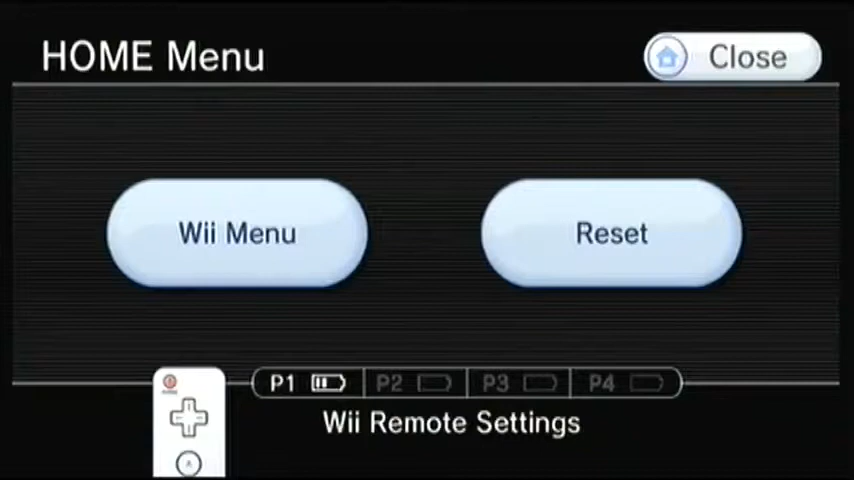 HOME Menu
Close
Wii Menu
Reset
P1
P2
P3
P4
Wii Remote Settings
A